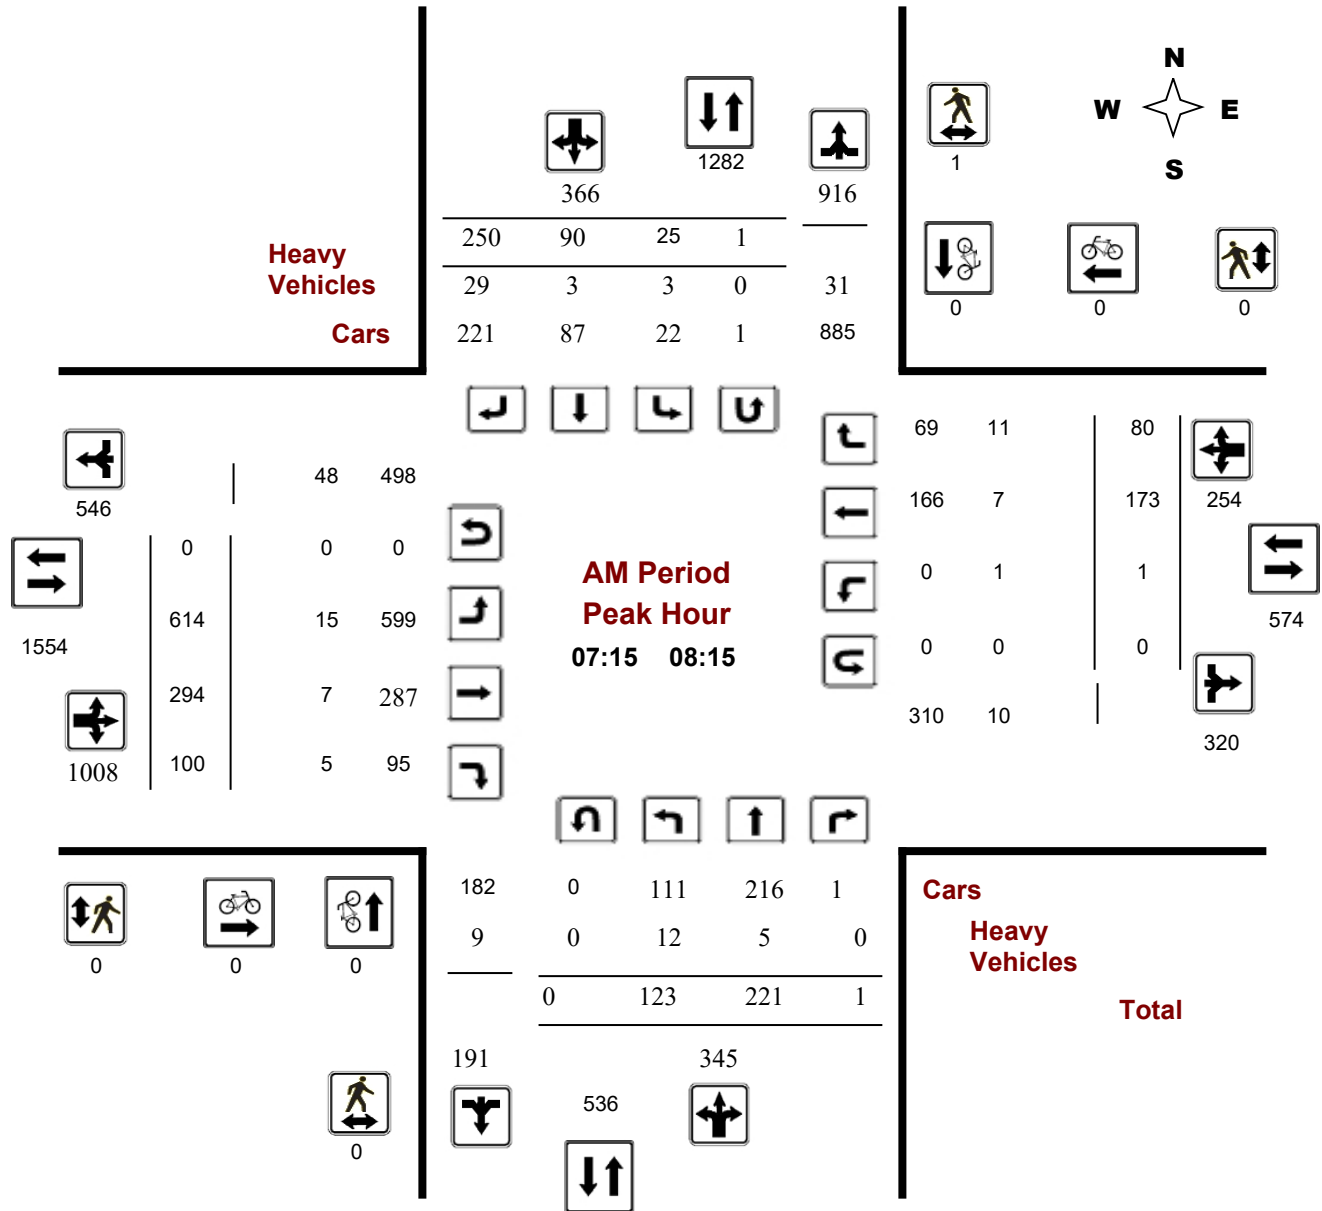 N
W E
S
1282
1
366 916
250 90 25 1
Heavy
Vehicles
29 3 3 0 31
Cars 221 87 22 1 885
0 0 0
69 11 80
48 498
546
166 7 173 254
0 0 0
AM Period
0 1 1
Peak Hour
614 15 599 574
1554
07:15 08:15
0 0 0
294 7 287
310 10
320
1008 100 5 95
182 0 111 216 1 Cars
9 0 12 5 0 Heavy
Vehicles
0 0 0
0 123 221 1 Total
191 345
536
0